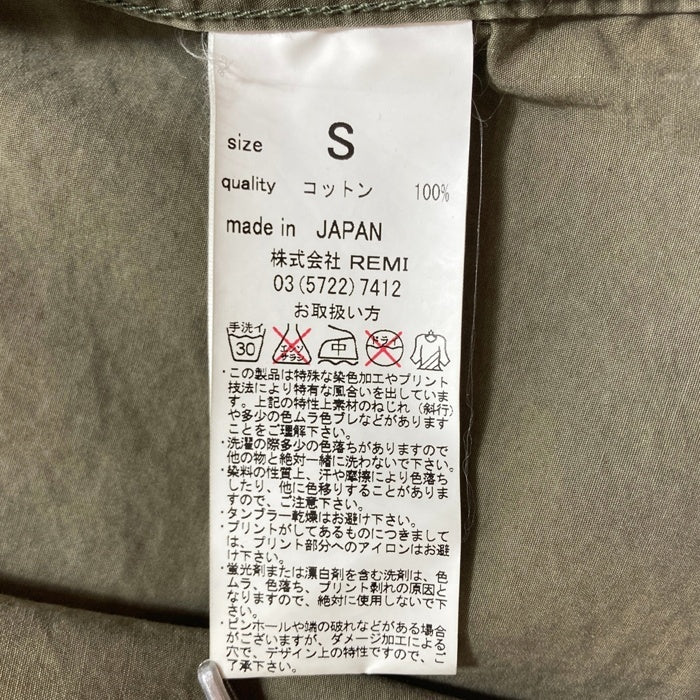 size S
quality コットン 100%
made in JAPAN
株式会社 REMI
03(5722)7412
お取扱い方
手洗イ
30 エンソ サラシ 中 ドライ
・この製品は特殊な染色加工やプリント
技法により特有な風合いを出していま
す。上記の特性上素材のねじれ(斜行)
や多少の色ムラ色ブレなどがあります
ことをご理解下さい。
・洗濯の際多少の色落ちがありますので
他の物と絶対一緒に洗わないで下さい。
・染料の性質上、汗や摩擦により色落ち
したり、他に色移りすることがありま
すので、ご注意下さい。
・タンブラー乾燥はお避け下さい。
・プリントがしてあるものにつきまして
は、プリント部分へのアイロンはお避
け下さい。
・蛍光剤または漂白剤を含む洗剤は、色
ムラ、色落ち、プリント剥れの原因と
なりますので、絶対に使用しないで下
さい。
・ピンホールや端の破れなどがある場合
がございますが、ダメージ加工による
穴で、デザイン上の特性ですので、ご
了承下さい。